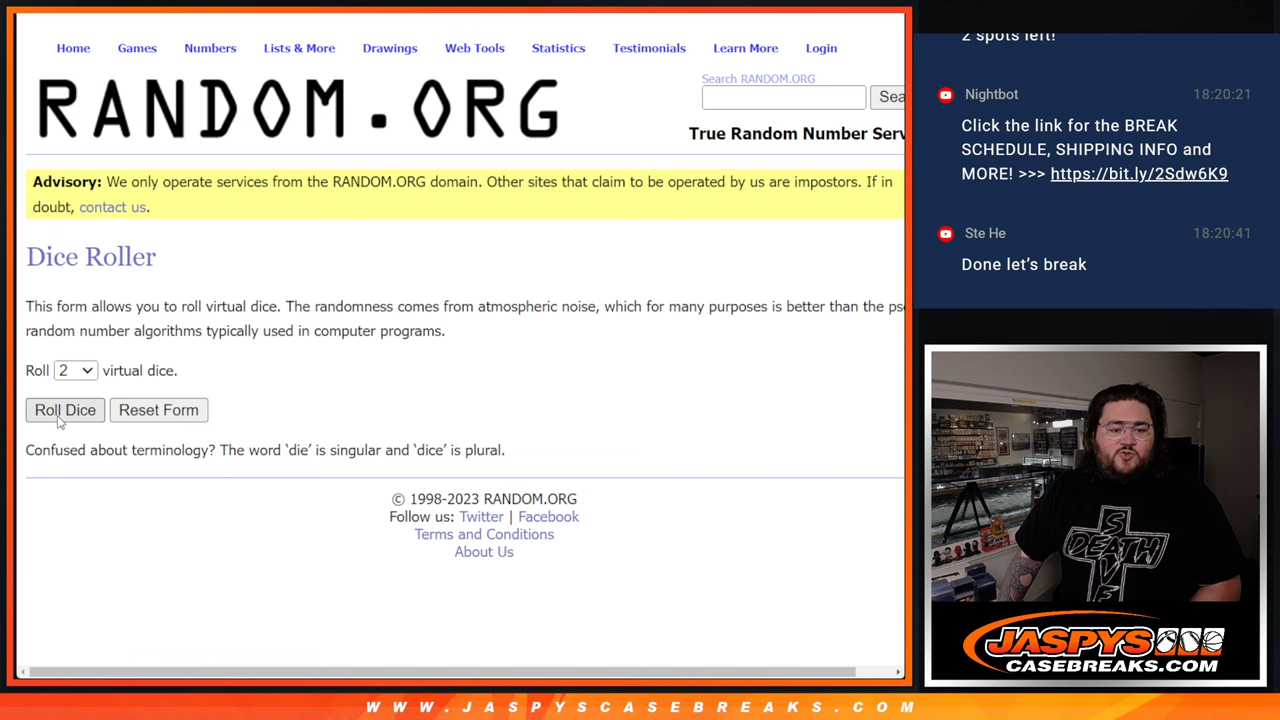 Home Games Numbers Lists & More Drawings Web Tools Statistics Testimonials Learn More Login
RANDOM.ORG
Search RANDOM.ORG
Sea
True Random Number Serv
Advisory: We only operate services from the RANDOM.ORG domain. Other sites that claim to be operated by us are impostors. If in
doubt, contact us.
Dice Roller
This form allows you to roll virtual dice. The randomness comes from atmospheric noise, which for many purposes is better than the pse
random number algorithms typically used in computer programs.
Roll 2 virtual dice.
Roll Dice Reset Form
Confused about terminology? The word ‘die’ is singular and ‘dice’ is plural.
© 1998-2023 RANDOM.ORG
Follow us: Twitter | Facebook
Terms and Conditions
About Us
2 spots left!
Nightbot 18:20:21
Click the link for the BREAK
SCHEDULE, SHIPPING INFO and
MORE! >>> https://bit.ly/2Sdw6K9
Ste He 18:20:41
Done let’s break
S
DEATH
V
E
JASPYS
CASEBREAKS.COM
WWW.JASPYSCASEBREAKS.COM